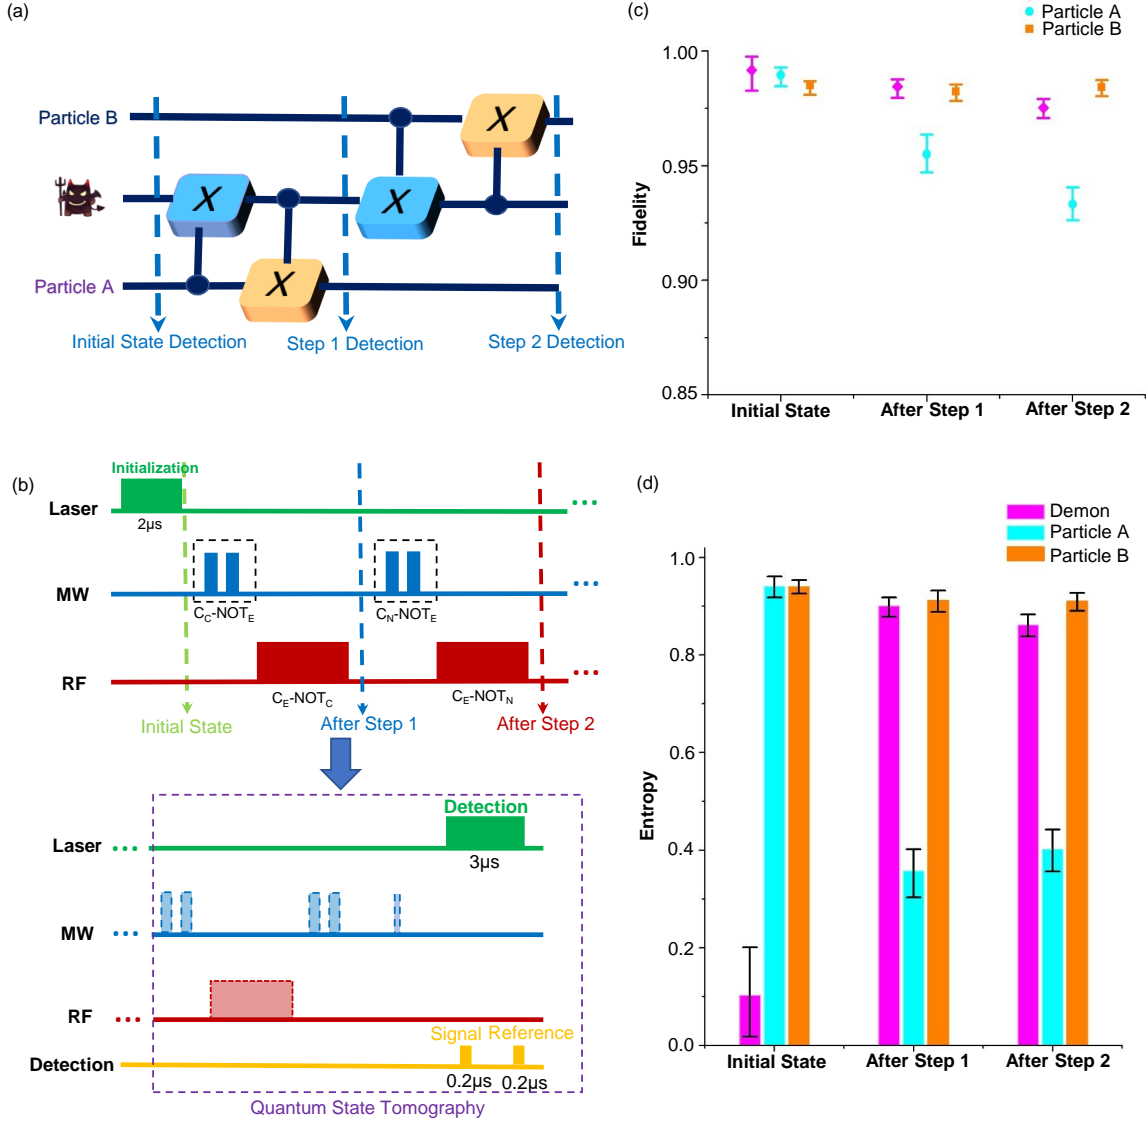 (a)
Particle B
X
X
X
X
Particle A
Initial State Detection
Step 1 Detection
Step 2 Detection
(c)
Particle A
Particle B
1.00
0.95
0.90
0.85
Fidelity
Initial State
After Step 1
After Step 2
(b)
Initialization
Laser
2μs
MW
C_C-NOT_E
C_N-NOT_E
RF
C_E-NOT_C
C_E-NOT_N
Initial State
After Step 1
After Step 2
Detection
Laser
3μs
MW
RF
Signal Reference
Detection
0.2μs 0.2μs
Quantum State Tomography
(d)
Demon
Particle A
Particle B
1.0
0.8
0.6
0.4
0.2
0.0
Entropy
Initial State
After Step 1
After Step 2